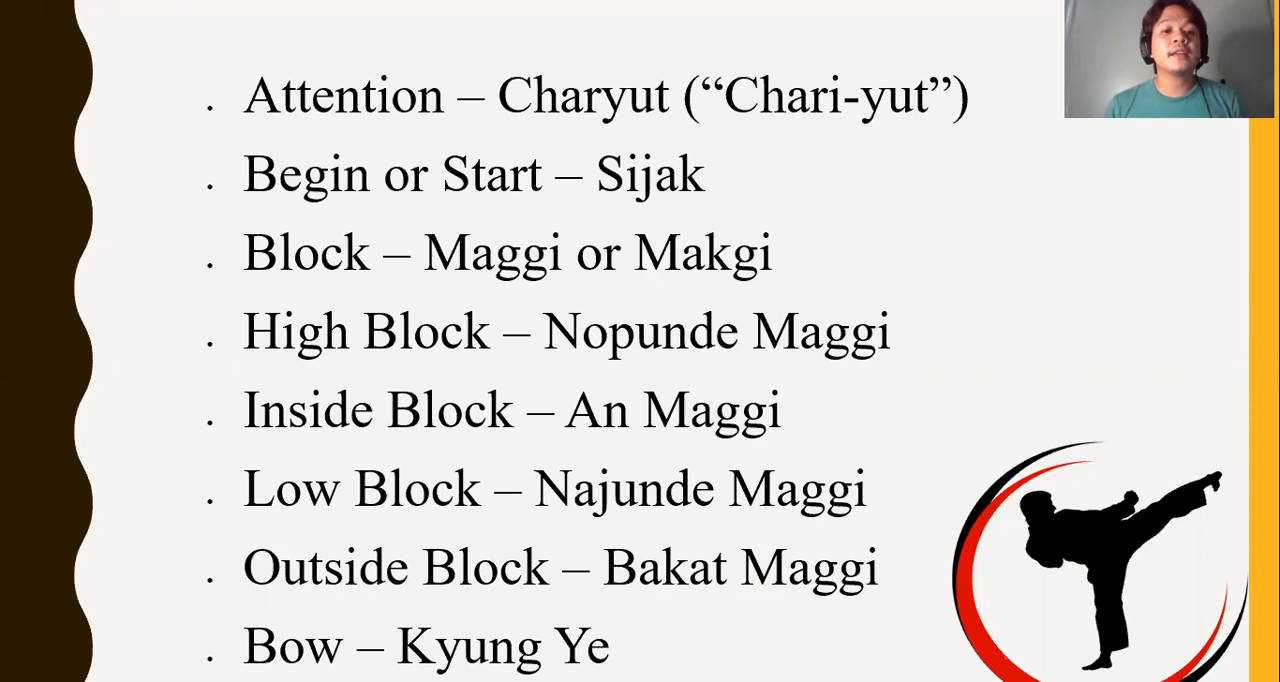 . Attention – Charyut (“Chari-yut”)
. Begin or Start – Sijak
. Block – Maggi or Makgi
. High Block – Nopunde Maggi
. Inside Block – An Maggi
. Low Block – Najunde Maggi
. Outside Block – Bakat Maggi
. Bow – Kyung Ye